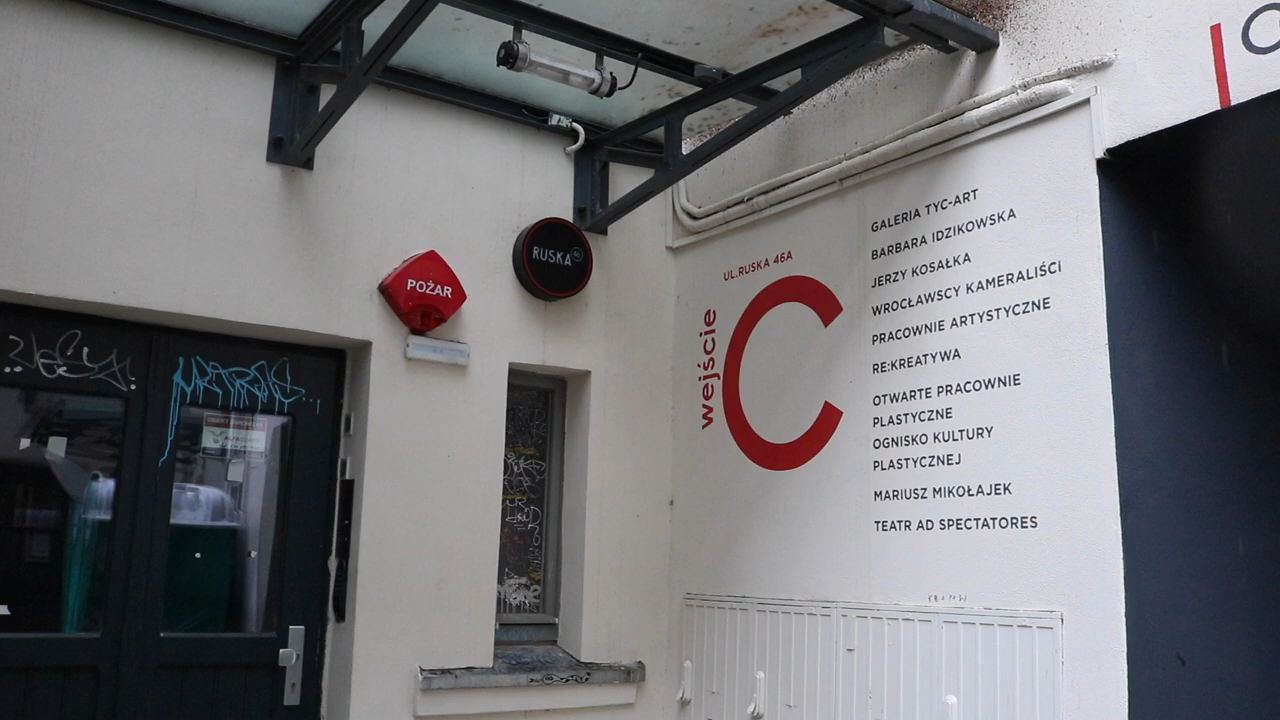 POŻAR
RUSKA 46
UL.RUSKA 46A
wejście
C
GALERIA TYC-ART
BARBARA IDZIKOWSKA
JERZY KOSAŁKA
WROCŁAWSCY KAMERALIŚCI
PRACOWNIE ARTYSTYCZNE
RE:KREATYWA
OTWARTE PRACOWNIE
PLASTYCZNE
OGNISKO KULTURY
PLASTYCZNEJ
MARIUSZ MIKOŁAJEK
TEATR AD SPECTATORES